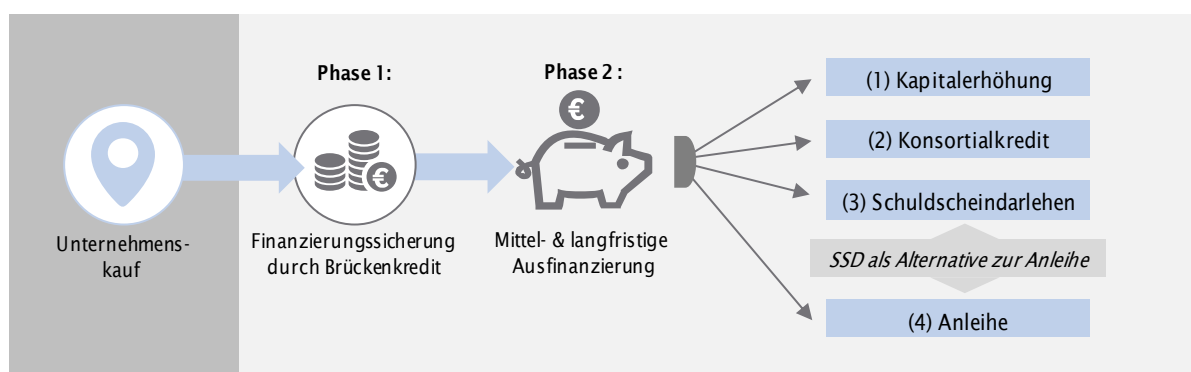 Unternehmens-
kauf
Phase 1:
€
Finanzierungssicherung
durch Brückenkredit
Phase 2 :
€
Mittel- & langfristige
Ausfinanzierung
(1) Kapitalerhöhung
(2) Konsortialkredit
(3) Schuldscheindarlehen
SSD als Alternative zur Anleihe
(4) Anleihe